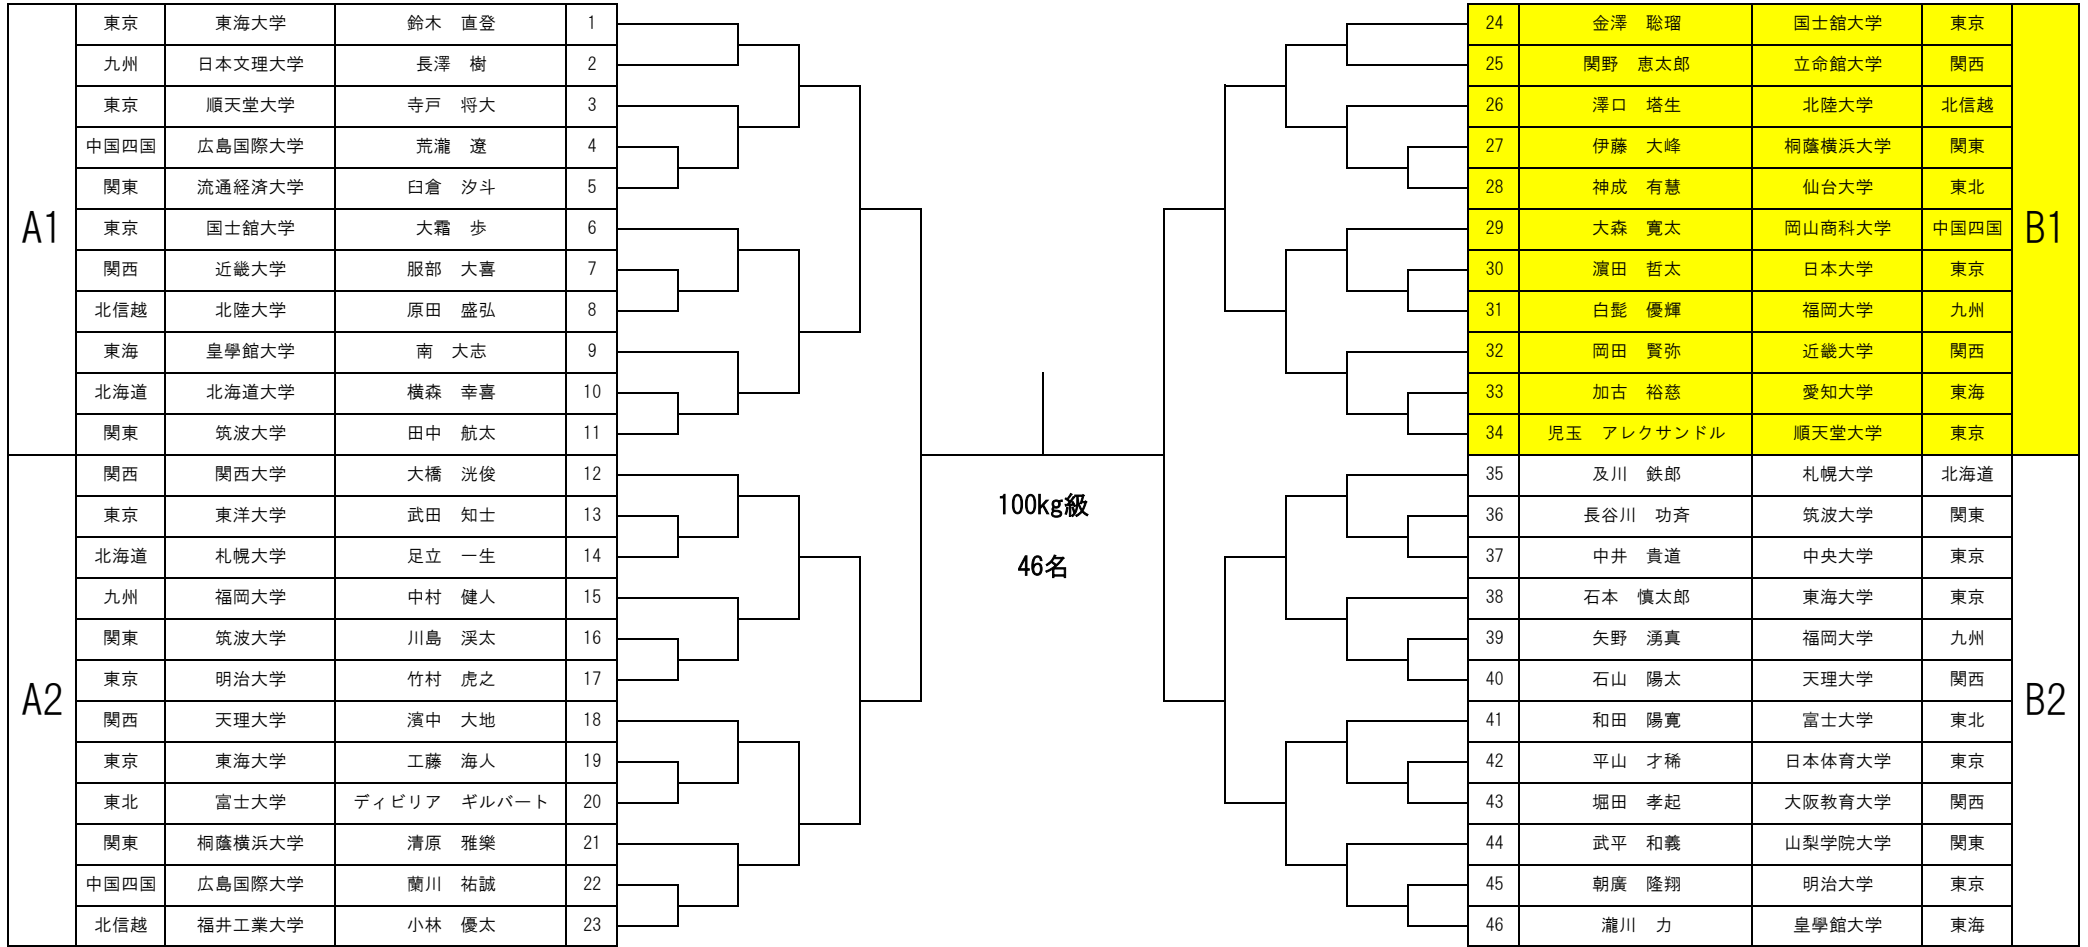 A1
東京 東海大学 鈴木 直登 1
九州 日本文理大学 長澤 樹 2
東京 順天堂大学 寺戸 将大 3
中国四国 広島国際大学 荒瀧 遼 4
関東 流通経済大学 臼倉 汐斗 5
東京 国士舘大学 大霜 歩 6
関西 近畿大学 服部 大喜 7
北信越 北陸大学 原田 盛弘 8
東海 皇學館大学 南 大志 9
北海道 北海道大学 横森 幸喜 10
関東 筑波大学 田中 航太 11
A2
関西 関西大学 大橋 洸俊 12
東京 東洋大学 武田 知士 13
北海道 札幌大学 足立 一生 14
九州 福岡大学 中村 健人 15
関東 筑波大学 川島 渓太 16
東京 明治大学 竹村 虎之 17
関西 天理大学 濱中 大地 18
東京 東海大学 工藤 海人 19
東北 富士大学 ディビリア ギルバート 20
関東 桐蔭横浜大学 清原 雅樂 21
中国四国 広島国際大学 蘭川 祐誠 22
北信越 福井工業大学 小林 優太 23
100kg級
46名
24 金澤 聡瑠 国士舘大学 東京
25 関野 恵太郎 立命館大学 関西
26 澤口 塔生 北陸大学 北信越
27 伊藤 大峰 桐蔭横浜大学 関東
28 神成 有慧 仙台大学 東北
29 大森 寛太 岡山商科大学 中国四国
30 濵田 哲太 日本大学 東京
31 白髭 優輝 福岡大学 九州
32 岡田 賢弥 近畿大学 関西
33 加古 裕慈 愛知大学 東海
34 児玉 アレクサンドル 順天堂大学 東京
B1
35 及川 鉄郎 札幌大学 北海道
36 長谷川 功斉 筑波大学 関東
37 中井 貴道 中央大学 東京
38 石本 慎太郎 東海大学 東京
39 矢野 湧真 福岡大学 九州
40 石山 陽太 天理大学 関西
41 和田 陽寛 富士大学 東北
42 平山 才稀 日本体育大学 東京
43 堀田 孝起 大阪教育大学 関西
44 武平 和義 山梨学院大学 関東
45 朝廣 隆翔 明治大学 東京
46 瀧川 力 皇學館大学 東海
B2